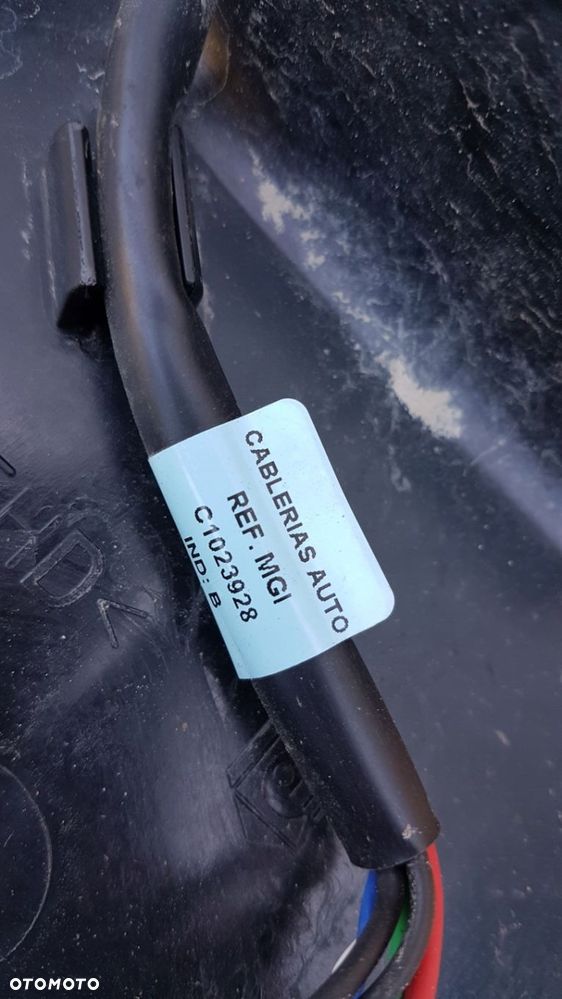 CABLERIAS AUTO
REF. MGI
C1023928
IND: B
OTOMOTO